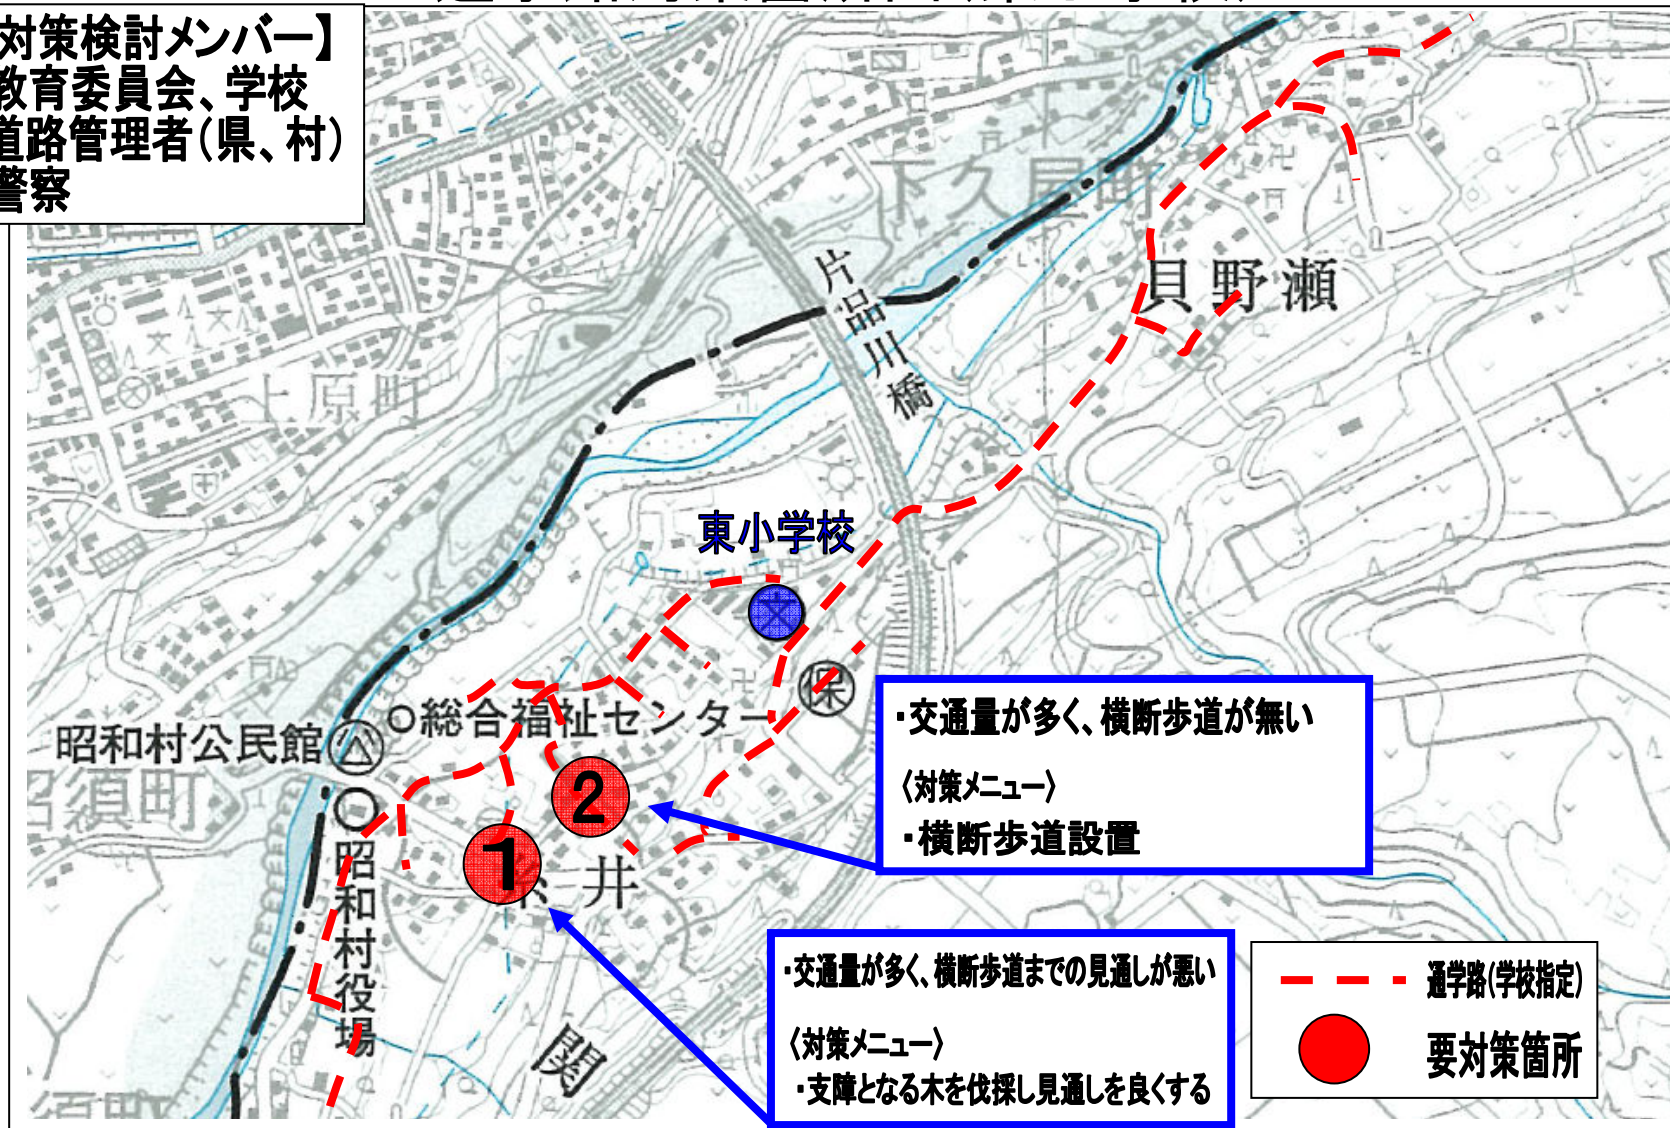 対策検討メンバー】
教育委員会、学校
道路管理者(県、村)
警察
下久屋町
貝野瀬
片品川橋
上原町
東小学校
保
総合福祉センター
昭和村公民館
須町
・交通量が多く、横断歩道が無い
〈対策メニュー〉
・横断歩道設置
2
1
井
昭和村役場
関
須町
・交通量が多く、横断歩道までの見通しが悪い
〈対策メニュー〉
・支障となる木を伐採し見通しを良くする
通学路(学校指定)
要対策箇所